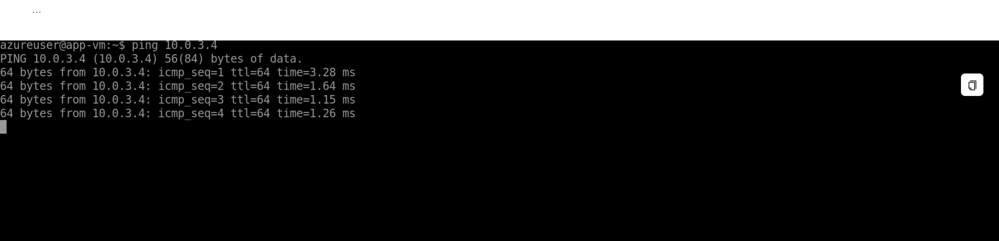 ...
azureuser@app-vm:~$ ping 10.0.3.4
PING 10.0.3.4 (10.0.3.4) 56(84) bytes of data.
64 bytes from 10.0.3.4: icmp_seq=1 ttl=64 time=3.28 ms
64 bytes from 10.0.3.4: icmp_seq=2 ttl=64 time=1.64 ms
64 bytes from 10.0.3.4: icmp_seq=3 ttl=64 time=1.15 ms
64 bytes from 10.0.3.4: icmp_seq=4 ttl=64 time=1.26 ms